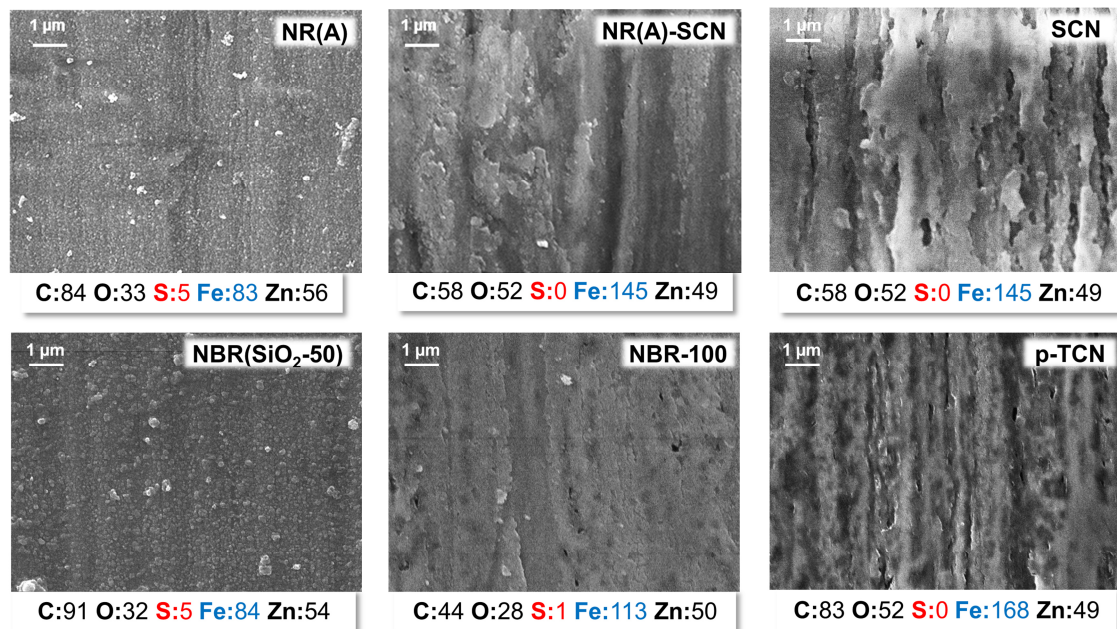 1 µm NR(A)
1 µm NR(A)-SCN
1 µm SCN
C:84 O:33 S:5 Fe:83 Zn:56
C:58 O:52 S:0 Fe:145 Zn:49
C:58 O:52 S:0 Fe:145 Zn:49
1 µm NBR(SiO₂-50)
1 µm NBR-100
1 µm p-TCN
C:91 O:32 S:5 Fe:84 Zn:54
C:44 O:28 S:1 Fe:113 Zn:50
C:83 O:52 S:0 Fe:168 Zn:49